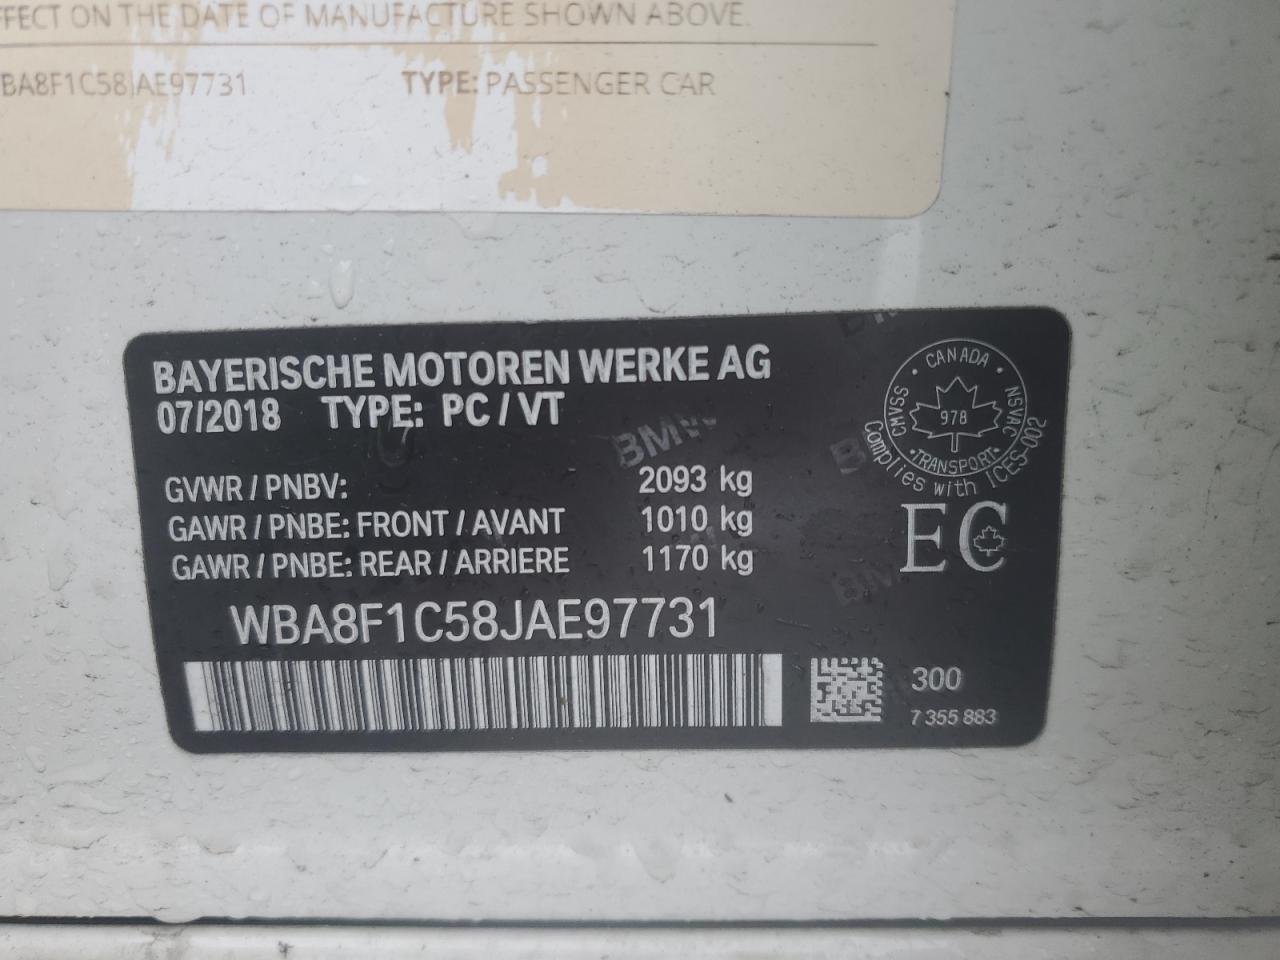 FFECT ON THE DATE OF MANUFACTURE SHOWN ABOVE.
BA8F1C58JAE97731 TYPE: PASSENGER CAR
BAYERISCHE MOTOREN WERKE AG
07/2018 TYPE: PC / VT
GVWR / PNBV: 2093 kg
GAWR / PNBE: FRONT / AVANT 1010 kg
GAWR / PNBE: REAR / ARRIERE 1170 kg
WBA8F1C58JAE97731
CANADA
CMVSS NSVAC
978
TRANSPORT
Complies with ICES-002
EC
300
7 355 883
BMW